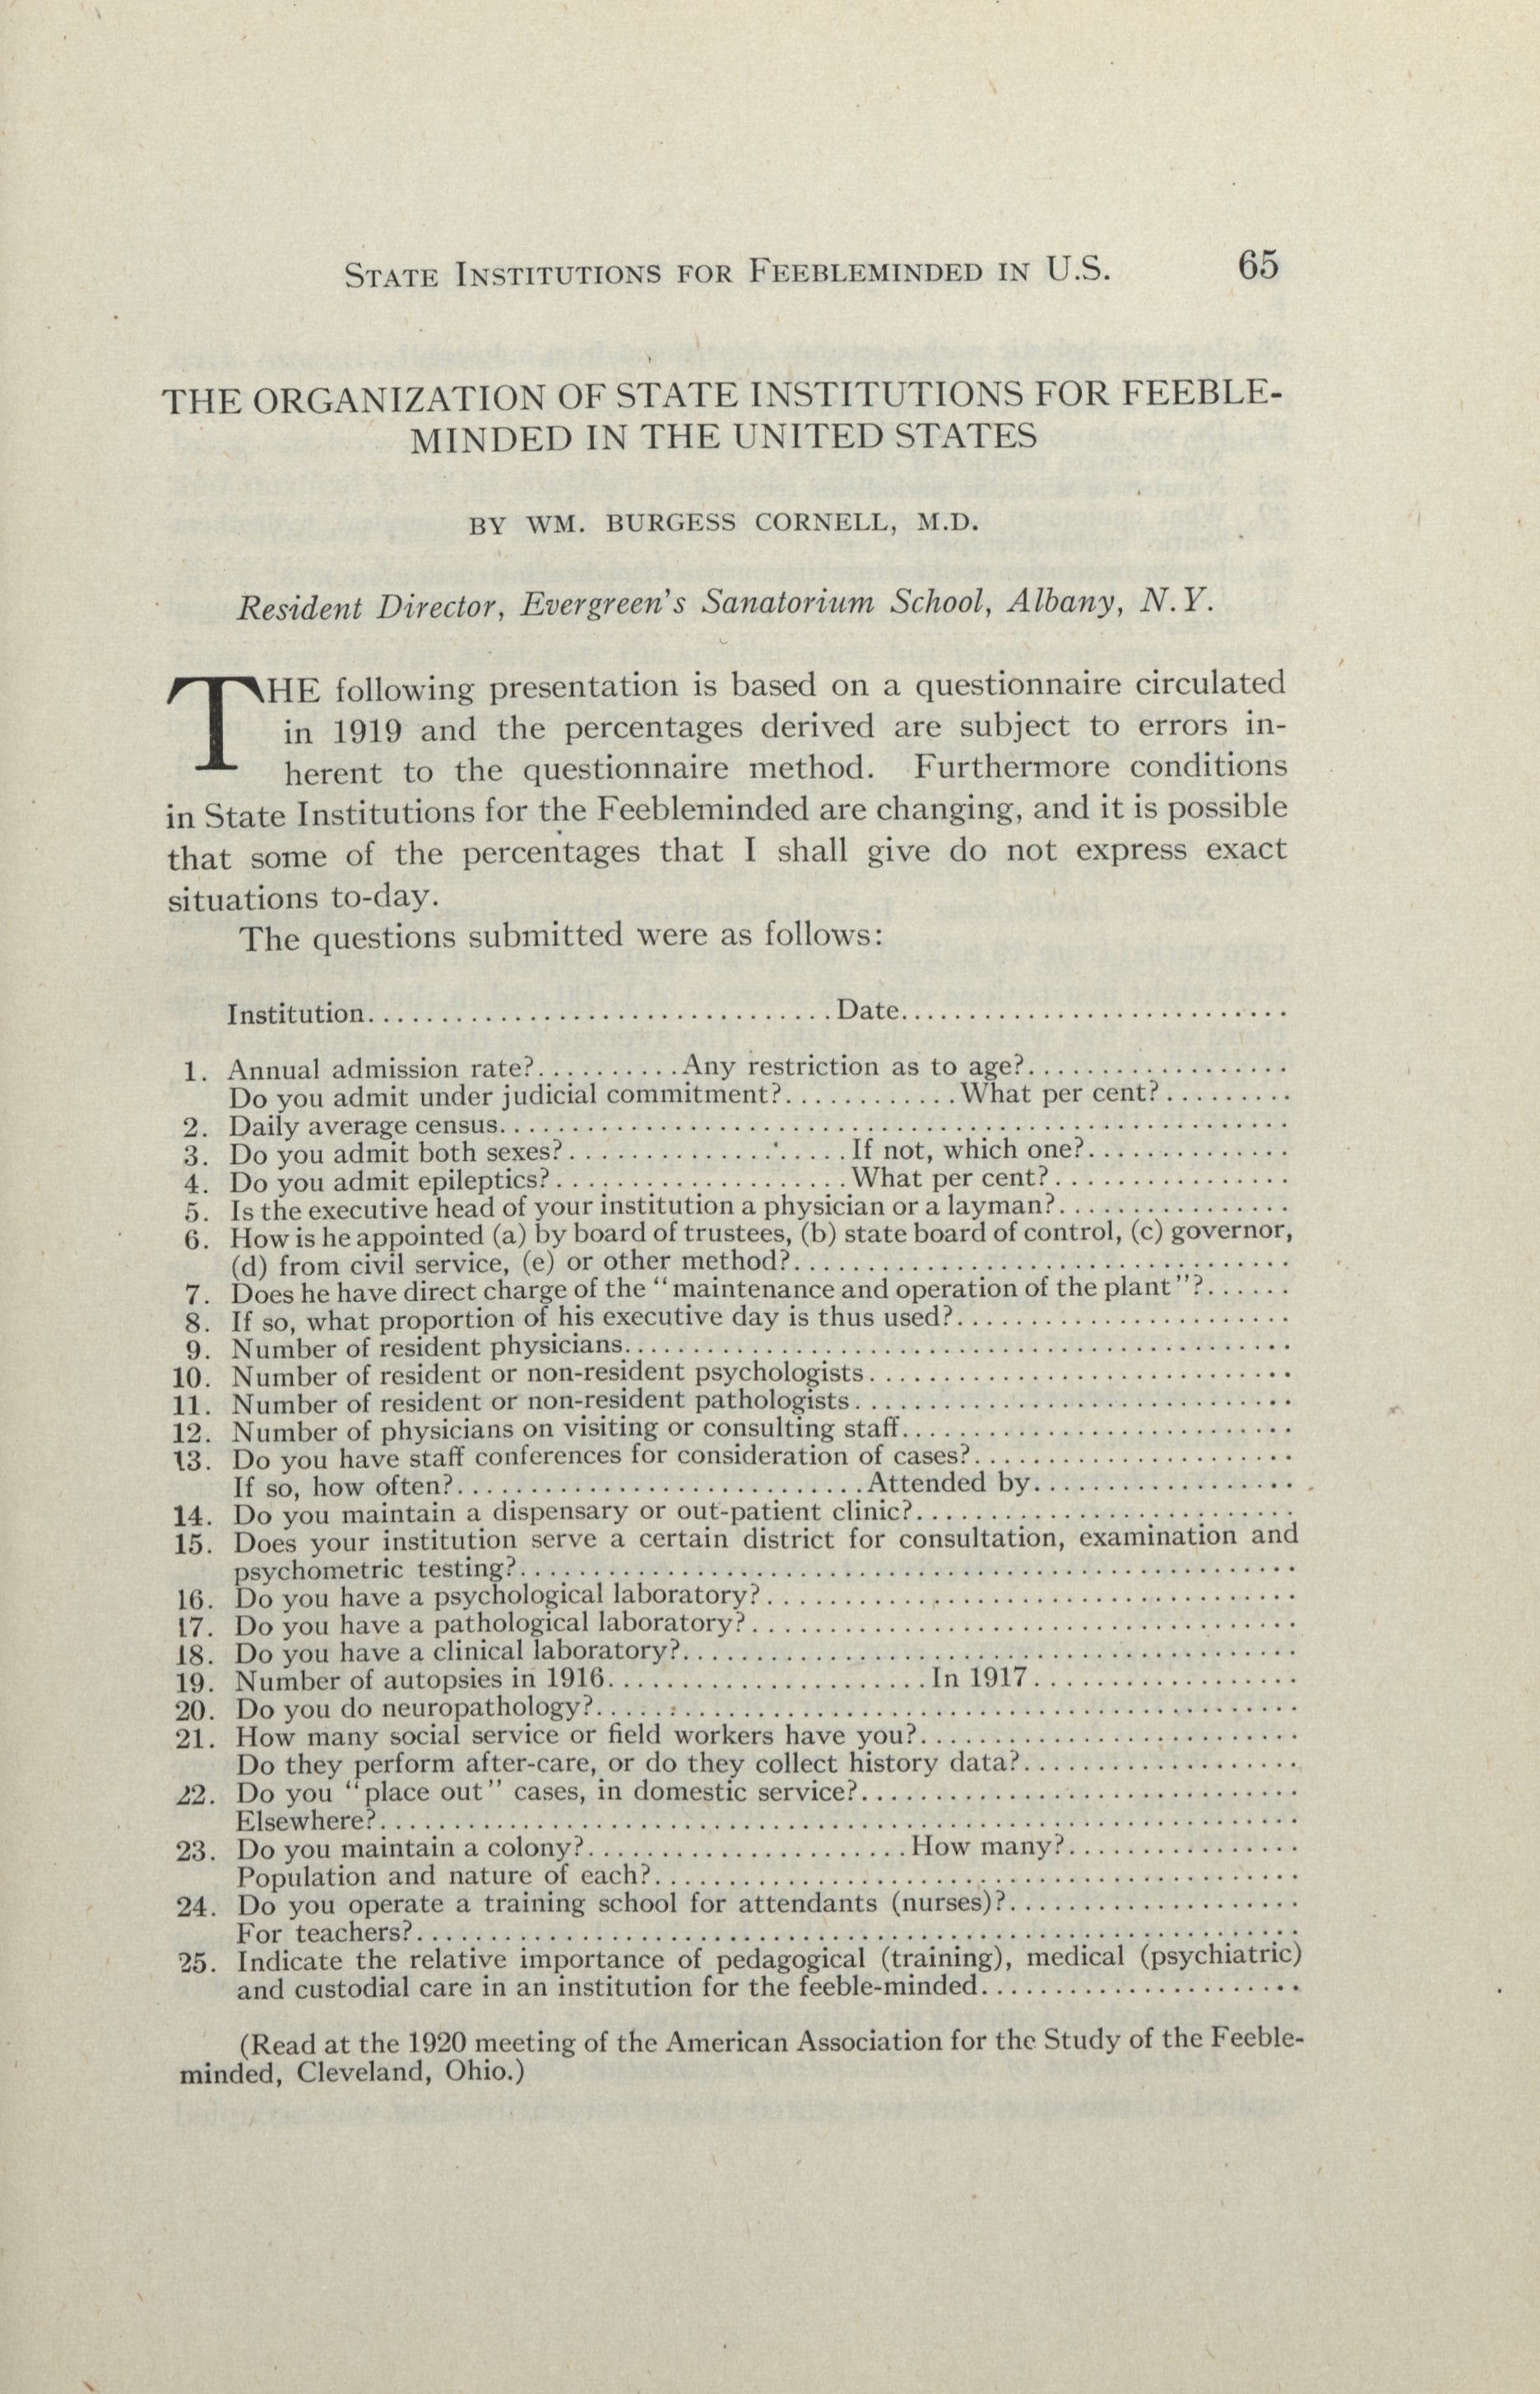 STATE INSTITUTIONS FOR FEEBLEMINDED IN U.S. 65
THE ORGANIZATION OF STATE INSTITUTIONS FOR FEEBLE-
MINDED IN THE UNITED STATES
BY WM. BURGESS CORNELL, M.D.
Resident Director, Evergreen's Sanatorium School, Albany, N.Y.
THE following presentation is based on a questionnaire circulated
in 1919 and the percentages derived are subject to errors in-
herent to the questionnaire method. Furthermore conditions
in State Institutions for the Feebleminded are changing, and it is possible
that some of the percentages that I shall give do not express exact
situations to-day.
The questions submitted were as follows:
Institution................................Date...........................
1. Annual admission rate?..........Any restriction as to age?..................
Do you admit under judicial commitment?............What per cent?.........
2. Daily average census......................................................
3. Do you admit both sexes?...................If not, which one?..............
4. Do you admit epileptics?....................What per cent?................
5. Is the executive head of your institution a physician or a layman?................
6. How is he appointed (a) by board of trustees, (b) state board of control, (c) governor,
(d) from civil service, (e) or other method?..................................
7. Does he have direct charge of the "maintenance and operation of the plant"?......
8. If so, what proportion of his executive day is thus used?.......................
9. Number of resident physicians..............................................
10. Number of resident or non-resident psychologists.............................
11. Number of resident or non-resident pathologists..............................
12. Number of physicians on visiting or consulting staff...........................
13. Do you have staff conferences for consideration of cases?......................
If so, how often?............................Attended by..................
14. Do you maintain a dispensary or out-patient clinic?..........................
15. Does your institution serve a certain district for consultation, examination and
psychometric testing?.....................................................
16. Do you have a psychological laboratory?.....................................
17. Do you have a pathological laboratory?......................................
18. Do you have a clinical laboratory?..........................................
19. Number of autopsies in 1916......................In 1917..................
20. Do you do neuropathology?................................................
21. How many social service or field workers have you?..........................
Do they perform after-care, or do they collect history data?...................
22. Do you "place out" cases, in domestic service?..............................
Elsewhere?...............................................................
23. Do you maintain a colony?......................How many?................
Population and nature of each?............................................
24. Do you operate a training school for attendants (nurses)?....................
For teachers?............................................................
25. Indicate the relative importance of pedagogical (training), medical (psychiatric)
and custodial care in an institution for the feeble-minded......................
(Read at the 1920 meeting of the American Association for the Study of the Feeble-
minded, Cleveland, Ohio.)